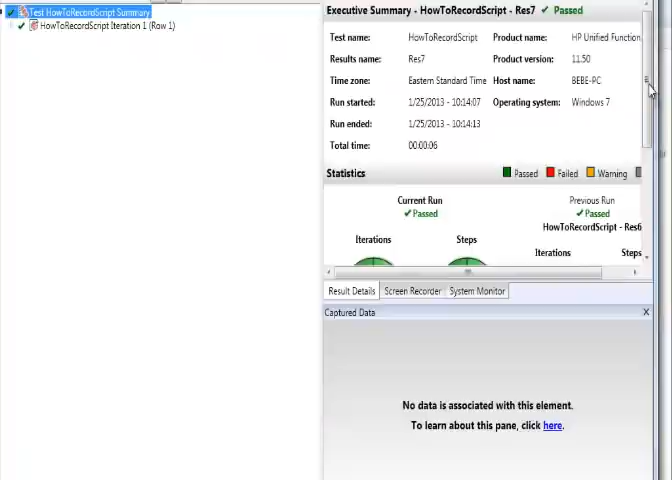 Test HowToRecordScript Summary
HowToRecordScript Iteration 1 (Row 1)
Executive Summary - HowToRecordScript - Res7 ✔ Passed
Test name: HowToRecordScript Product name: HP Unified Function
Results name: Res7 Product version: 11.50
Time zone: Eastern Standard Time Host name: BEBE-PC
Run started: 1/25/2013 - 10:14:07 Operating system: Windows 7
Run ended: 1/25/2013 - 10:14:13
Total time: 00:00:06
Statistics Passed Failed Warning
Current Run Previous Run
✔Passed ✔Passed
HowToRecordScript - Res6
Iterations Steps Iterations Steps
Result Details Screen Recorder System Monitor
Captured Data X
No data is associated with this element.
To learn about this pane, click here.